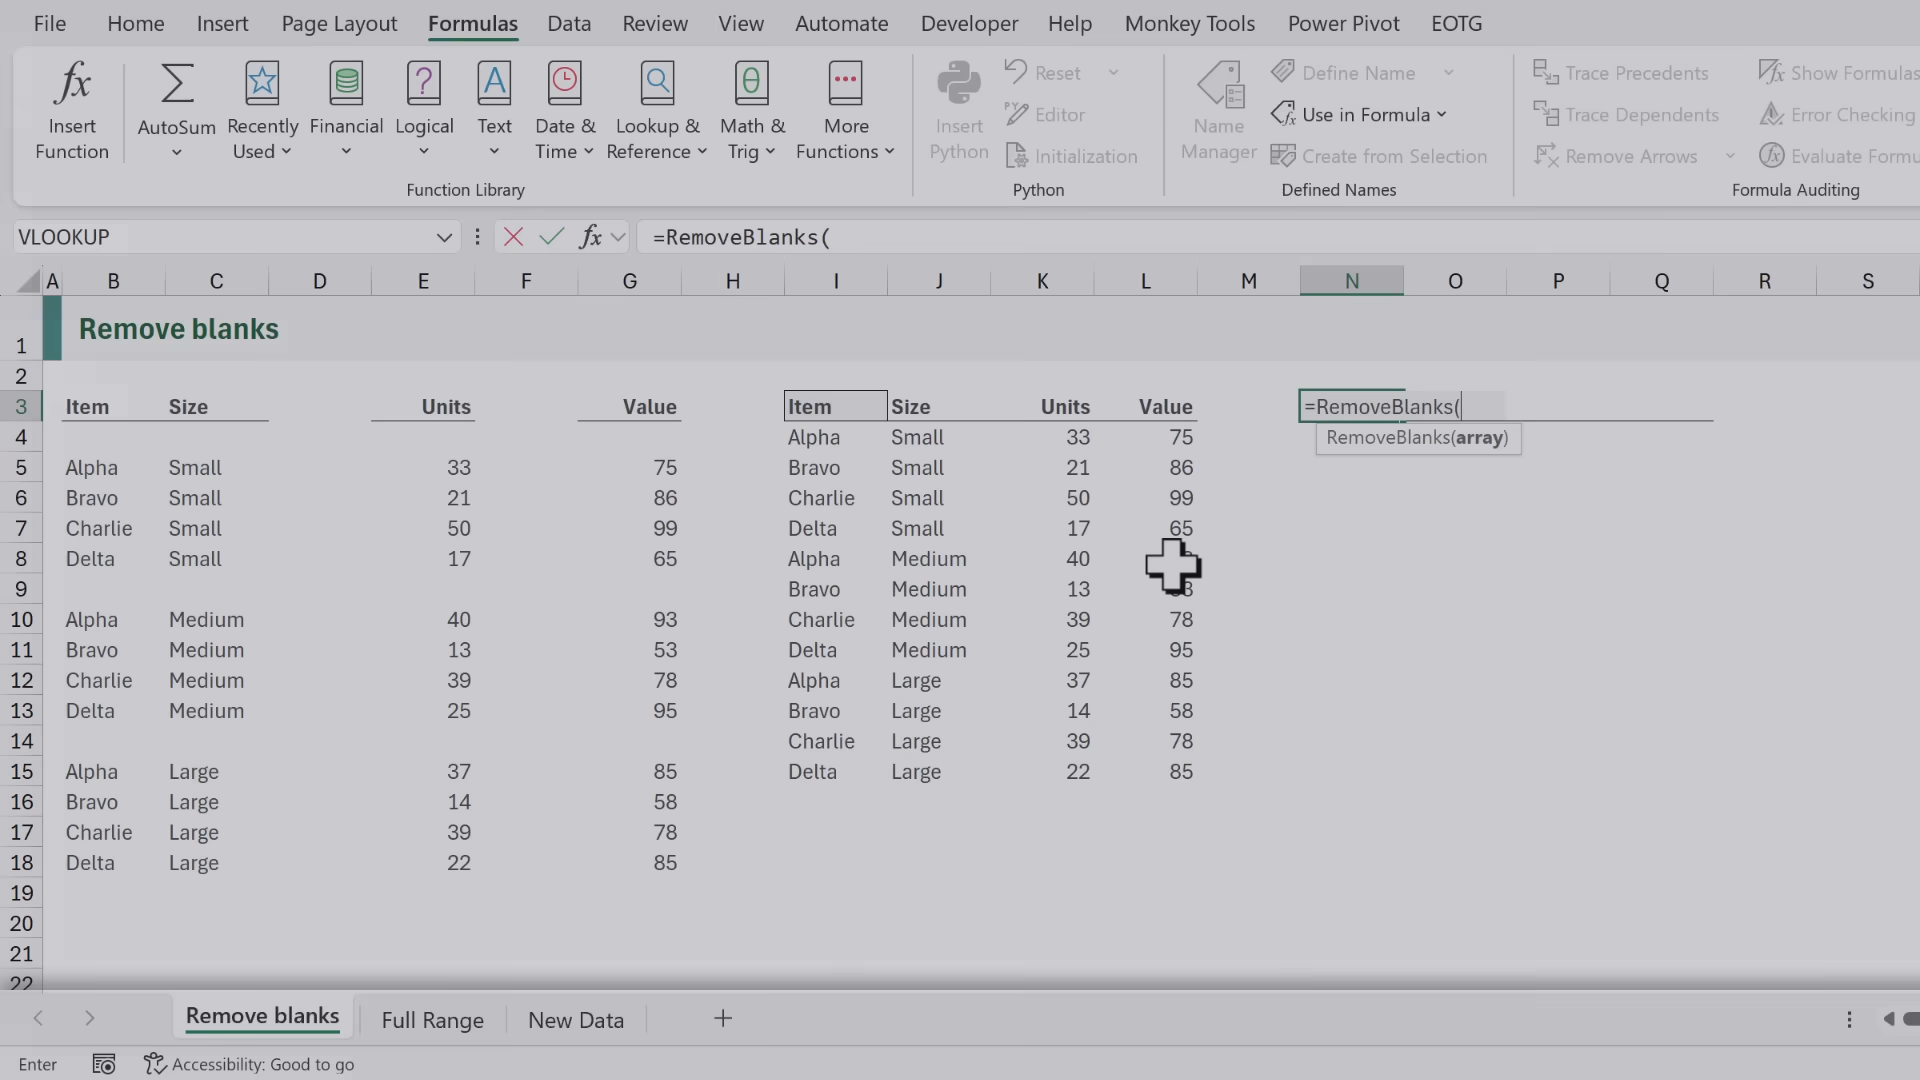 File Home Insert Page Layout Formulas Data Review View Automate Developer Help Monkey Tools Power Pivot EOTG
Insert Function
AutoSum
Recently Used
Financial
Logical
Text
Date & Time
Lookup & Reference
Math & Trig
More Functions
Function Library
Insert Python
Reset
Editor
Initialization
Python
Name Manager
Define Name
Use in Formula
Create from Selection
Defined Names
Trace Precedents
Trace Dependents
Remove Arrows
Show Formulas
Error Checking
Evaluate Formu
Formula Auditing
VLOOKUP fx =RemoveBlanks(
A B C D E F G H I J K L M N O P Q R S
1 Remove blanks
2
3 Item Size Units Value Item Size Units Value =RemoveBlanks(
4 Alpha Small 33 75 RemoveBlanks(array)
5 Alpha Small 33 75 Bravo Small 21 86
6 Bravo Small 21 86 Charlie Small 50 99
7 Charlie Small 50 99 Delta Small 17 65
8 Delta Small 17 65 Alpha Medium 40
9 Bravo Medium 13
10 Alpha Medium 40 93 Charlie Medium 39 78
11 Bravo Medium 13 53 Delta Medium 25 95
12 Charlie Medium 39 78 Alpha Large 37 85
13 Delta Medium 25 95 Bravo Large 14 58
14 Charlie Large 39 78
15 Alpha Large 37 85 Delta Large 22 85
16 Bravo Large 14 58
17 Charlie Large 39 78
18 Delta Large 22 85
19
20
21
22
Remove blanks Full Range New Data
Enter Accessibility: Good to go